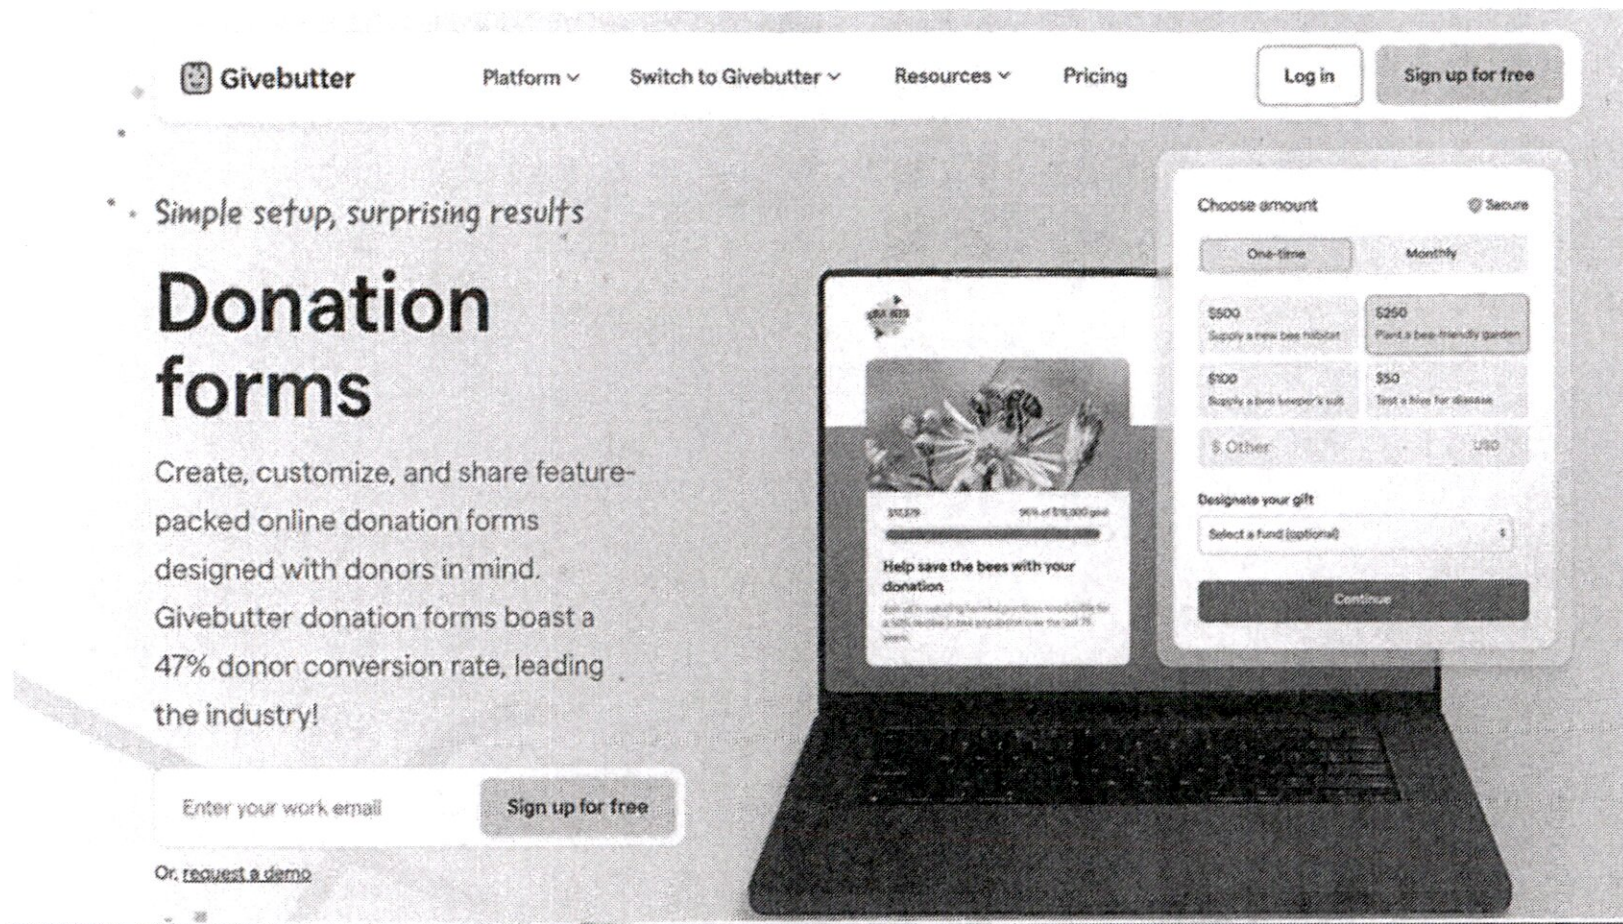 Givebutter
Platform
Switch to Givebutter
Resources
Pricing
Log in
Sign up for free
Simple setup, surprising results
Donation
forms
Create, customize, and share feature-
packed online donation forms
designed with donors in mind.
Givebutter donation forms boast a
47% donor conversion rate, leading
the industry!
Enter your work email
Sign up for free
Or, request a demo
Help save the bees with your
donation
Choose amount
Secure
One-time
Monthly
$500
$250
Supply a new bee habitat
Plant a bee-friendly garden
$100
$50
Supply a bee keeper's suit
Test a hive for disease
$ Other
USD
Designate your gift
Select a fund (optional)
Continue